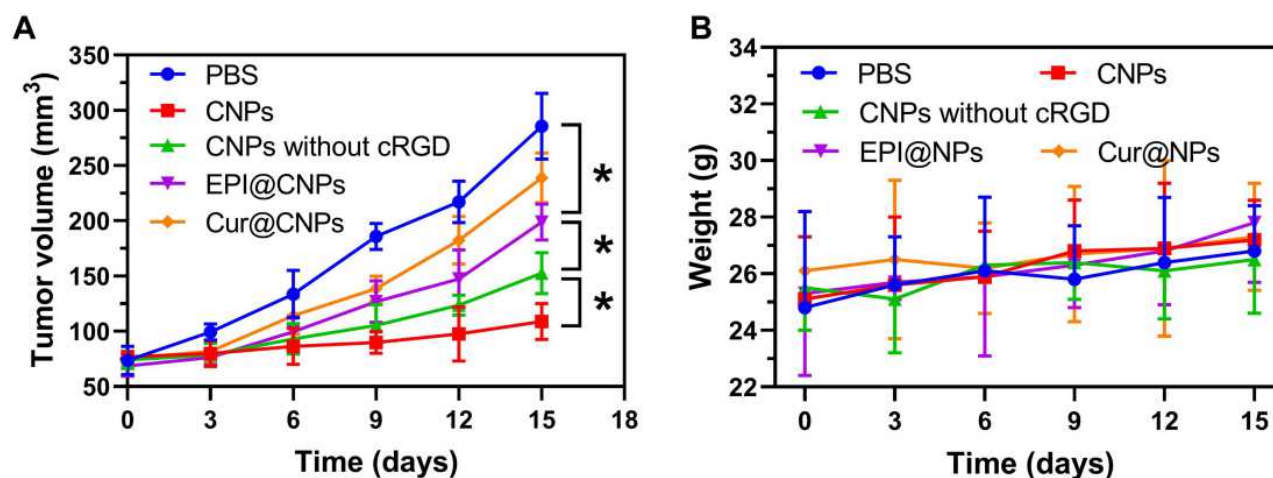 A
Tumor volume (mm³)
350
300
250
200
150
100
50
PBS
CNPs
CNPs without cRGD
EPI@CNPs
Cur@CNPs
*
*
*
0 3 6 9 12 15 18
Time (days)
B
Weight (g)
34
32
30
28
26
24
22
PBS CNPs
CNPs without cRGD
EPI@NPs Cur@NPs
0 3 6 9 12 15
Time (days)